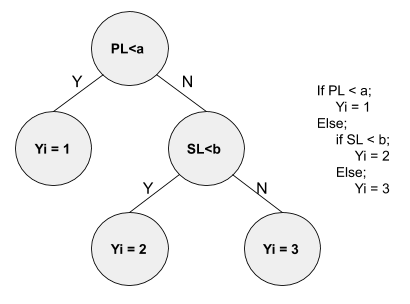 PL<a
Y
N
Yi = 1
SL<b
Y
N
Yi = 2
Yi = 3
If PL < a;
Yi = 1
Else;
if SL < b;
Yi = 2
Else;
Yi = 3